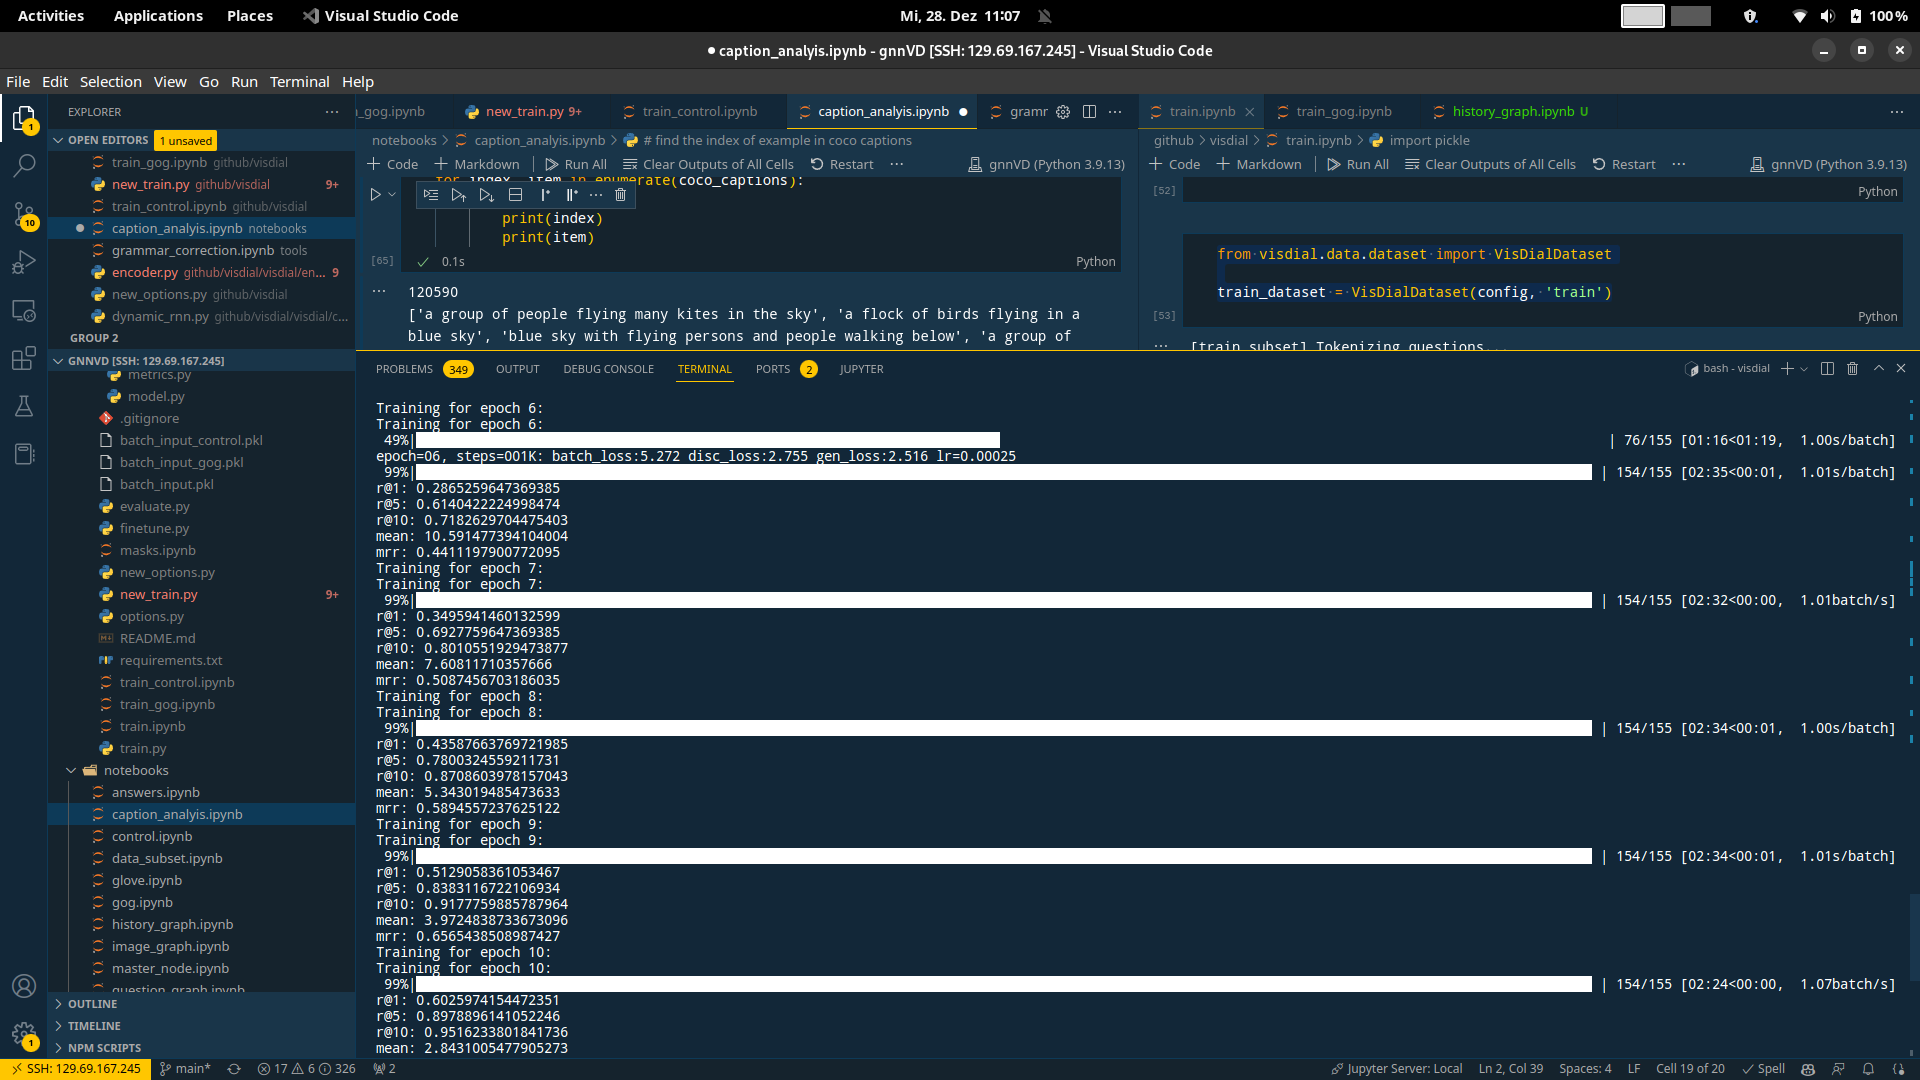 Activities Applications Places Visual Studio Code Mi, 28. Dez 11:07 100 %
● caption_analyis.ipynb - gnnVD [SSH: 129.69.167.245] - Visual Studio Code
File Edit Selection View Go Run Terminal Help
EXPLORER
OPEN EDITORS 1 unsaved
train_gog.ipynb github/visdial
new_train.py github/visdial 9+
train_control.ipynb github/visdial
caption_analyis.ipynb notebooks
grammar_correction.ipynb tools
encoder.py github/visdial/visdial/en... 9
new_options.py github/visdial
dynamic_rnn.py github/visdial/visdial/c...
GROUP 2
GNNVD [SSH: 129.69.167.245]
metrics.py
model.py
.gitignore
batch_input_control.pkl
batch_input_gog.pkl
batch_input.pkl
evaluate.py
finetune.py
masks.ipynb
new_options.py
new_train.py 9+
options.py
README.md
requirements.txt
train_control.ipynb
train_gog.ipynb
train.ipynb
train.py
notebooks
answers.ipynb
caption_analyis.ipynb
control.ipynb
data_subset.ipynb
glove.ipynb
gog.ipynb
history_graph.ipynb
image_graph.ipynb
master_node.ipynb
question_graph.ipynb
OUTLINE
TIMELINE
NPM SCRIPTS
1
10
1
_gog.ipynb new_train.py 9+ train_control.ipynb caption_analyis.ipynb ● gramr
notebooks > caption_analyis.ipynb > # find the index of example in coco captions
+ Code + Markdown Run All Clear Outputs of All Cells Restart ··· gnnVD (Python 3.9.13)
for index, item in enumerate(coco_captions):
print(index)
print(item)
[65] 0.1s Python
120590
['a group of people flying many kites in the sky', 'a flock of birds flying in a
blue sky', 'blue sky with flying persons and people walking below', 'a group of
train.ipynb train_gog.ipynb history_graph.ipynb U
github > visdial > train.ipynb > import pickle
+ Code + Markdown Run All Clear Outputs of All Cells Restart ··· gnnVD (Python 3.9.13)
[52] Python
from visdial.data.dataset import VisDialDataset
train_dataset = VisDialDataset(config, 'train')
[53] Python
[train subset] Tokenizing questions...
PROBLEMS 349 OUTPUT DEBUG CONSOLE TERMINAL PORTS 2 JUPYTER bash - visdial
Training for epoch 6:
Training for epoch 6:
49%| | 76/155 [01:16<01:19, 1.00s/batch]
epoch=06, steps=001K: batch_loss:5.272 disc_loss:2.755 gen_loss:2.516 lr=0.00025
99%| | 154/155 [02:35<00:01, 1.01s/batch]
r@1: 0.2865259647369385
r@5: 0.6140422224998474
r@10: 0.7182629704475403
mean: 10.591477394104004
mrr: 0.4411197900772095
Training for epoch 7:
Training for epoch 7:
99%| | 154/155 [02:32<00:00, 1.01batch/s]
r@1: 0.3495941460132599
r@5: 0.6927759647369385
r@10: 0.8010551929473877
mean: 7.60811710357666
mrr: 0.5087456703186035
Training for epoch 8:
Training for epoch 8:
99%| | 154/155 [02:34<00:01, 1.00s/batch]
r@1: 0.43587663769721985
r@5: 0.7800324559211731
r@10: 0.8708603978157043
mean: 5.343019485473633
mrr: 0.5894557237625122
Training for epoch 9:
Training for epoch 9:
99%| | 154/155 [02:34<00:01, 1.01s/batch]
r@1: 0.5129058361053467
r@5: 0.8383116722106934
r@10: 0.9177759885787964
mean: 3.9724838733673096
mrr: 0.6565438508987427
Training for epoch 10:
Training for epoch 10:
99%| | 154/155 [02:24<00:00, 1.07batch/s]
r@1: 0.6025974154472351
r@5: 0.8978896141052246
r@10: 0.9516233801841736
mean: 2.8431005477905273
SSH: 129.69.167.245 main* 17 6 326 2 Jupyter Server: Local Ln 2, Col 39 Spaces: 4 LF Cell 19 of 20 Spell